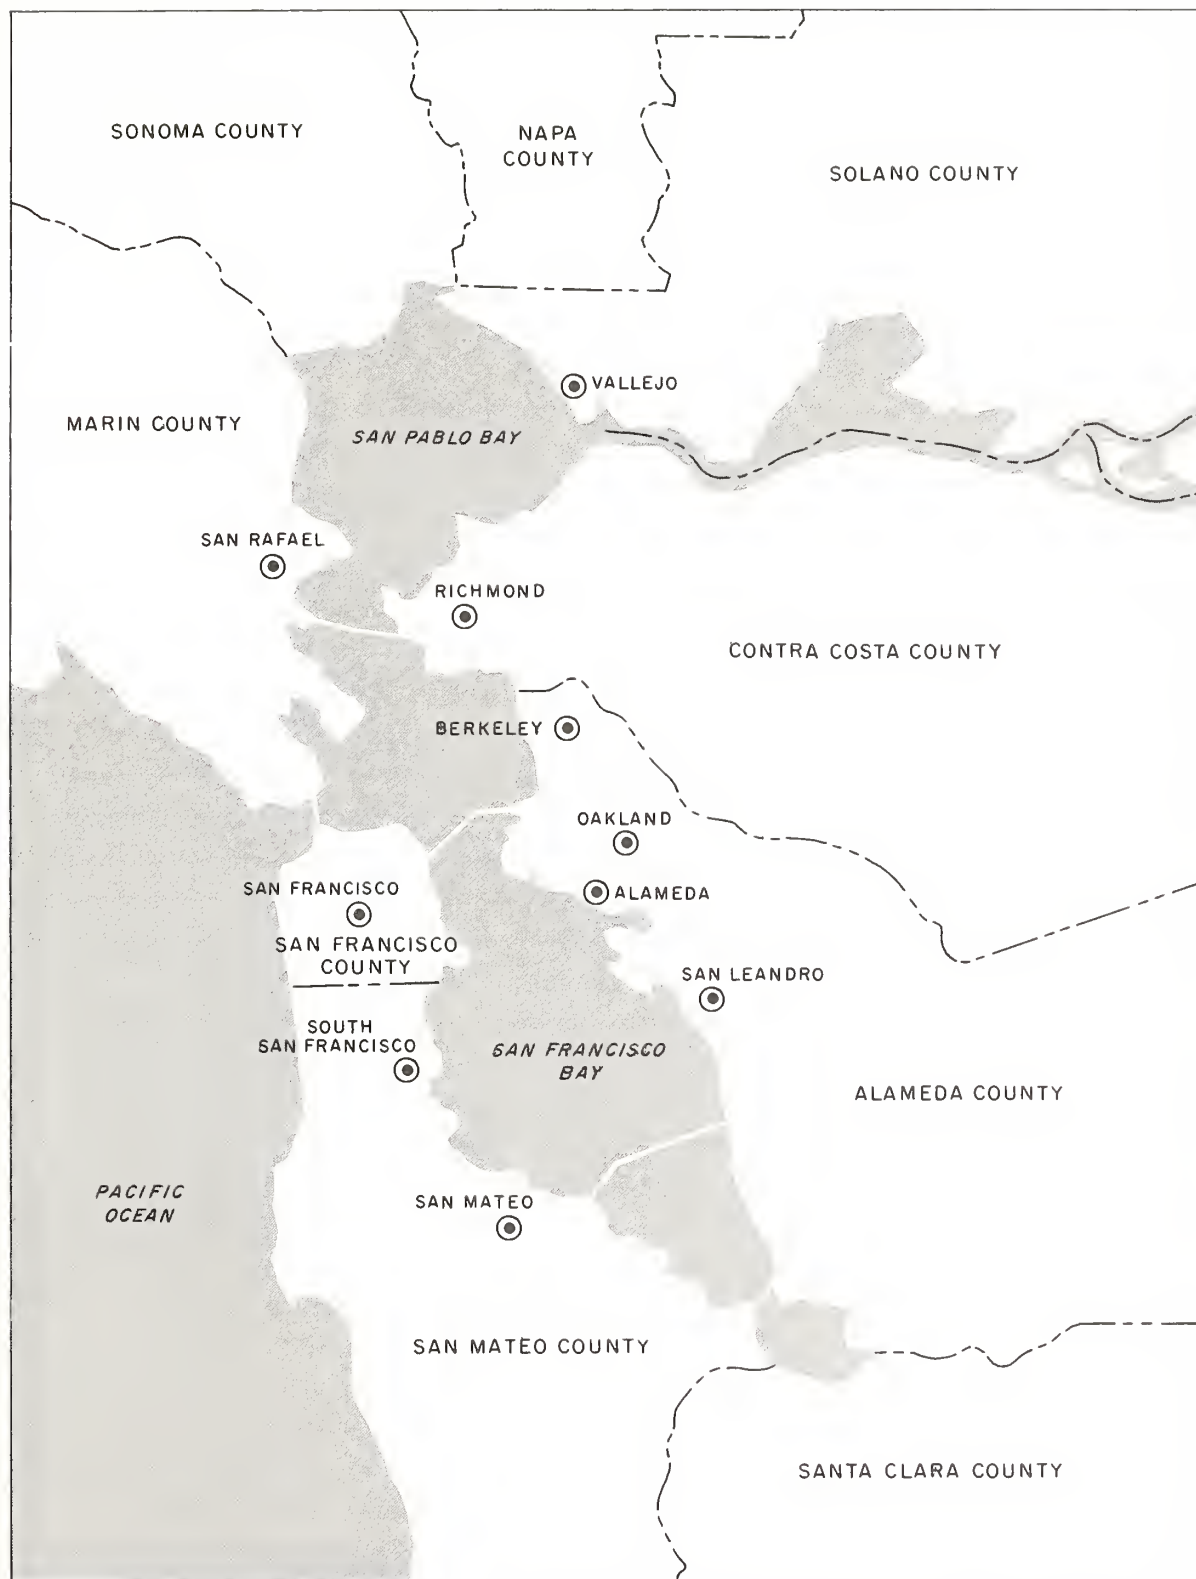 SONOMA COUNTY
NAPA
COUNTY
SOLANO COUNTY
VALLEJO
MARIN COUNTY
SAN PABLO BAY
SAN RAFAEL
RICHMOND
CONTRA COSTA COUNTY
BERKELEY
OAKLAND
SAN FRANCISCO
ALAMEDA
SAN FRANCISCO
COUNTY
SAN LEANDRO
SOUTH
SAN FRANCISCO
SAN FRANCISCO
BAY
ALAMEDA COUNTY
PACIFIC
OCEAN
SAN MATEO
SAN MATEO COUNTY
SANTA CLARA COUNTY